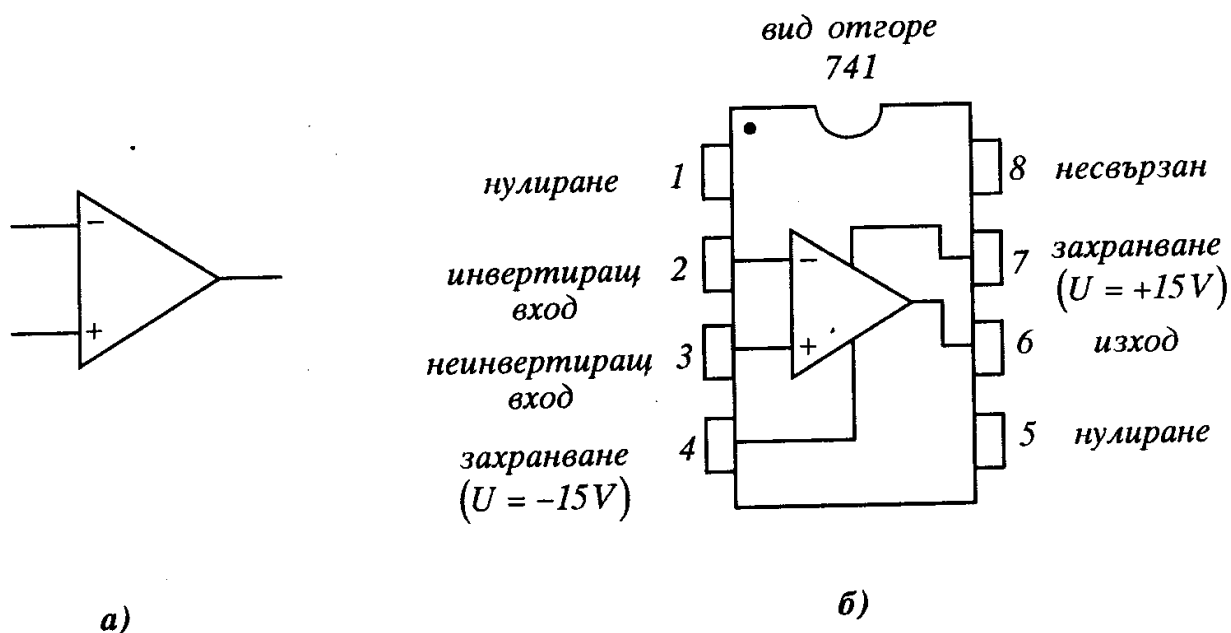 вид отгоре
741
нулиране 1
8 несвързан
−
инвертиращ
вход
2
−
7 захранване
(U = +15V)
+
неинвертиращ
вход
3
+
6 изход
захранване
(U = −15V)
4
5 нулиране
а)
б)